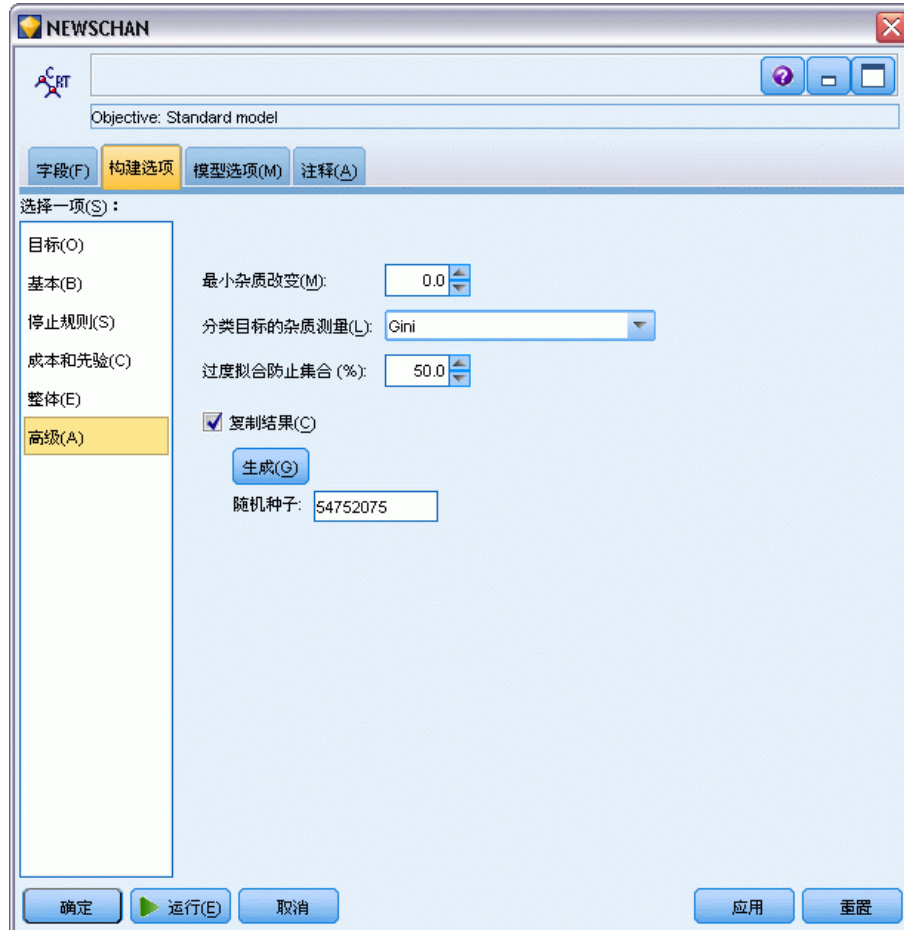 NEWSCHAN
CRT
Objective: Standard model
字段(F) 构建选项 模型选项(M) 注释(A)
选择一项(S)：
目标(O)
基本(B)
停止规则(S)
成本和先验(C)
整体(E)
高级(A)
最小杂质改变(M): 0.0
分类目标的杂质测量(L): Gini
过度拟合防止集合 (%): 50.0
复制结果(C)
生成(G)
随机种子: 54752075
确定 运行(E) 取消 应用 重置